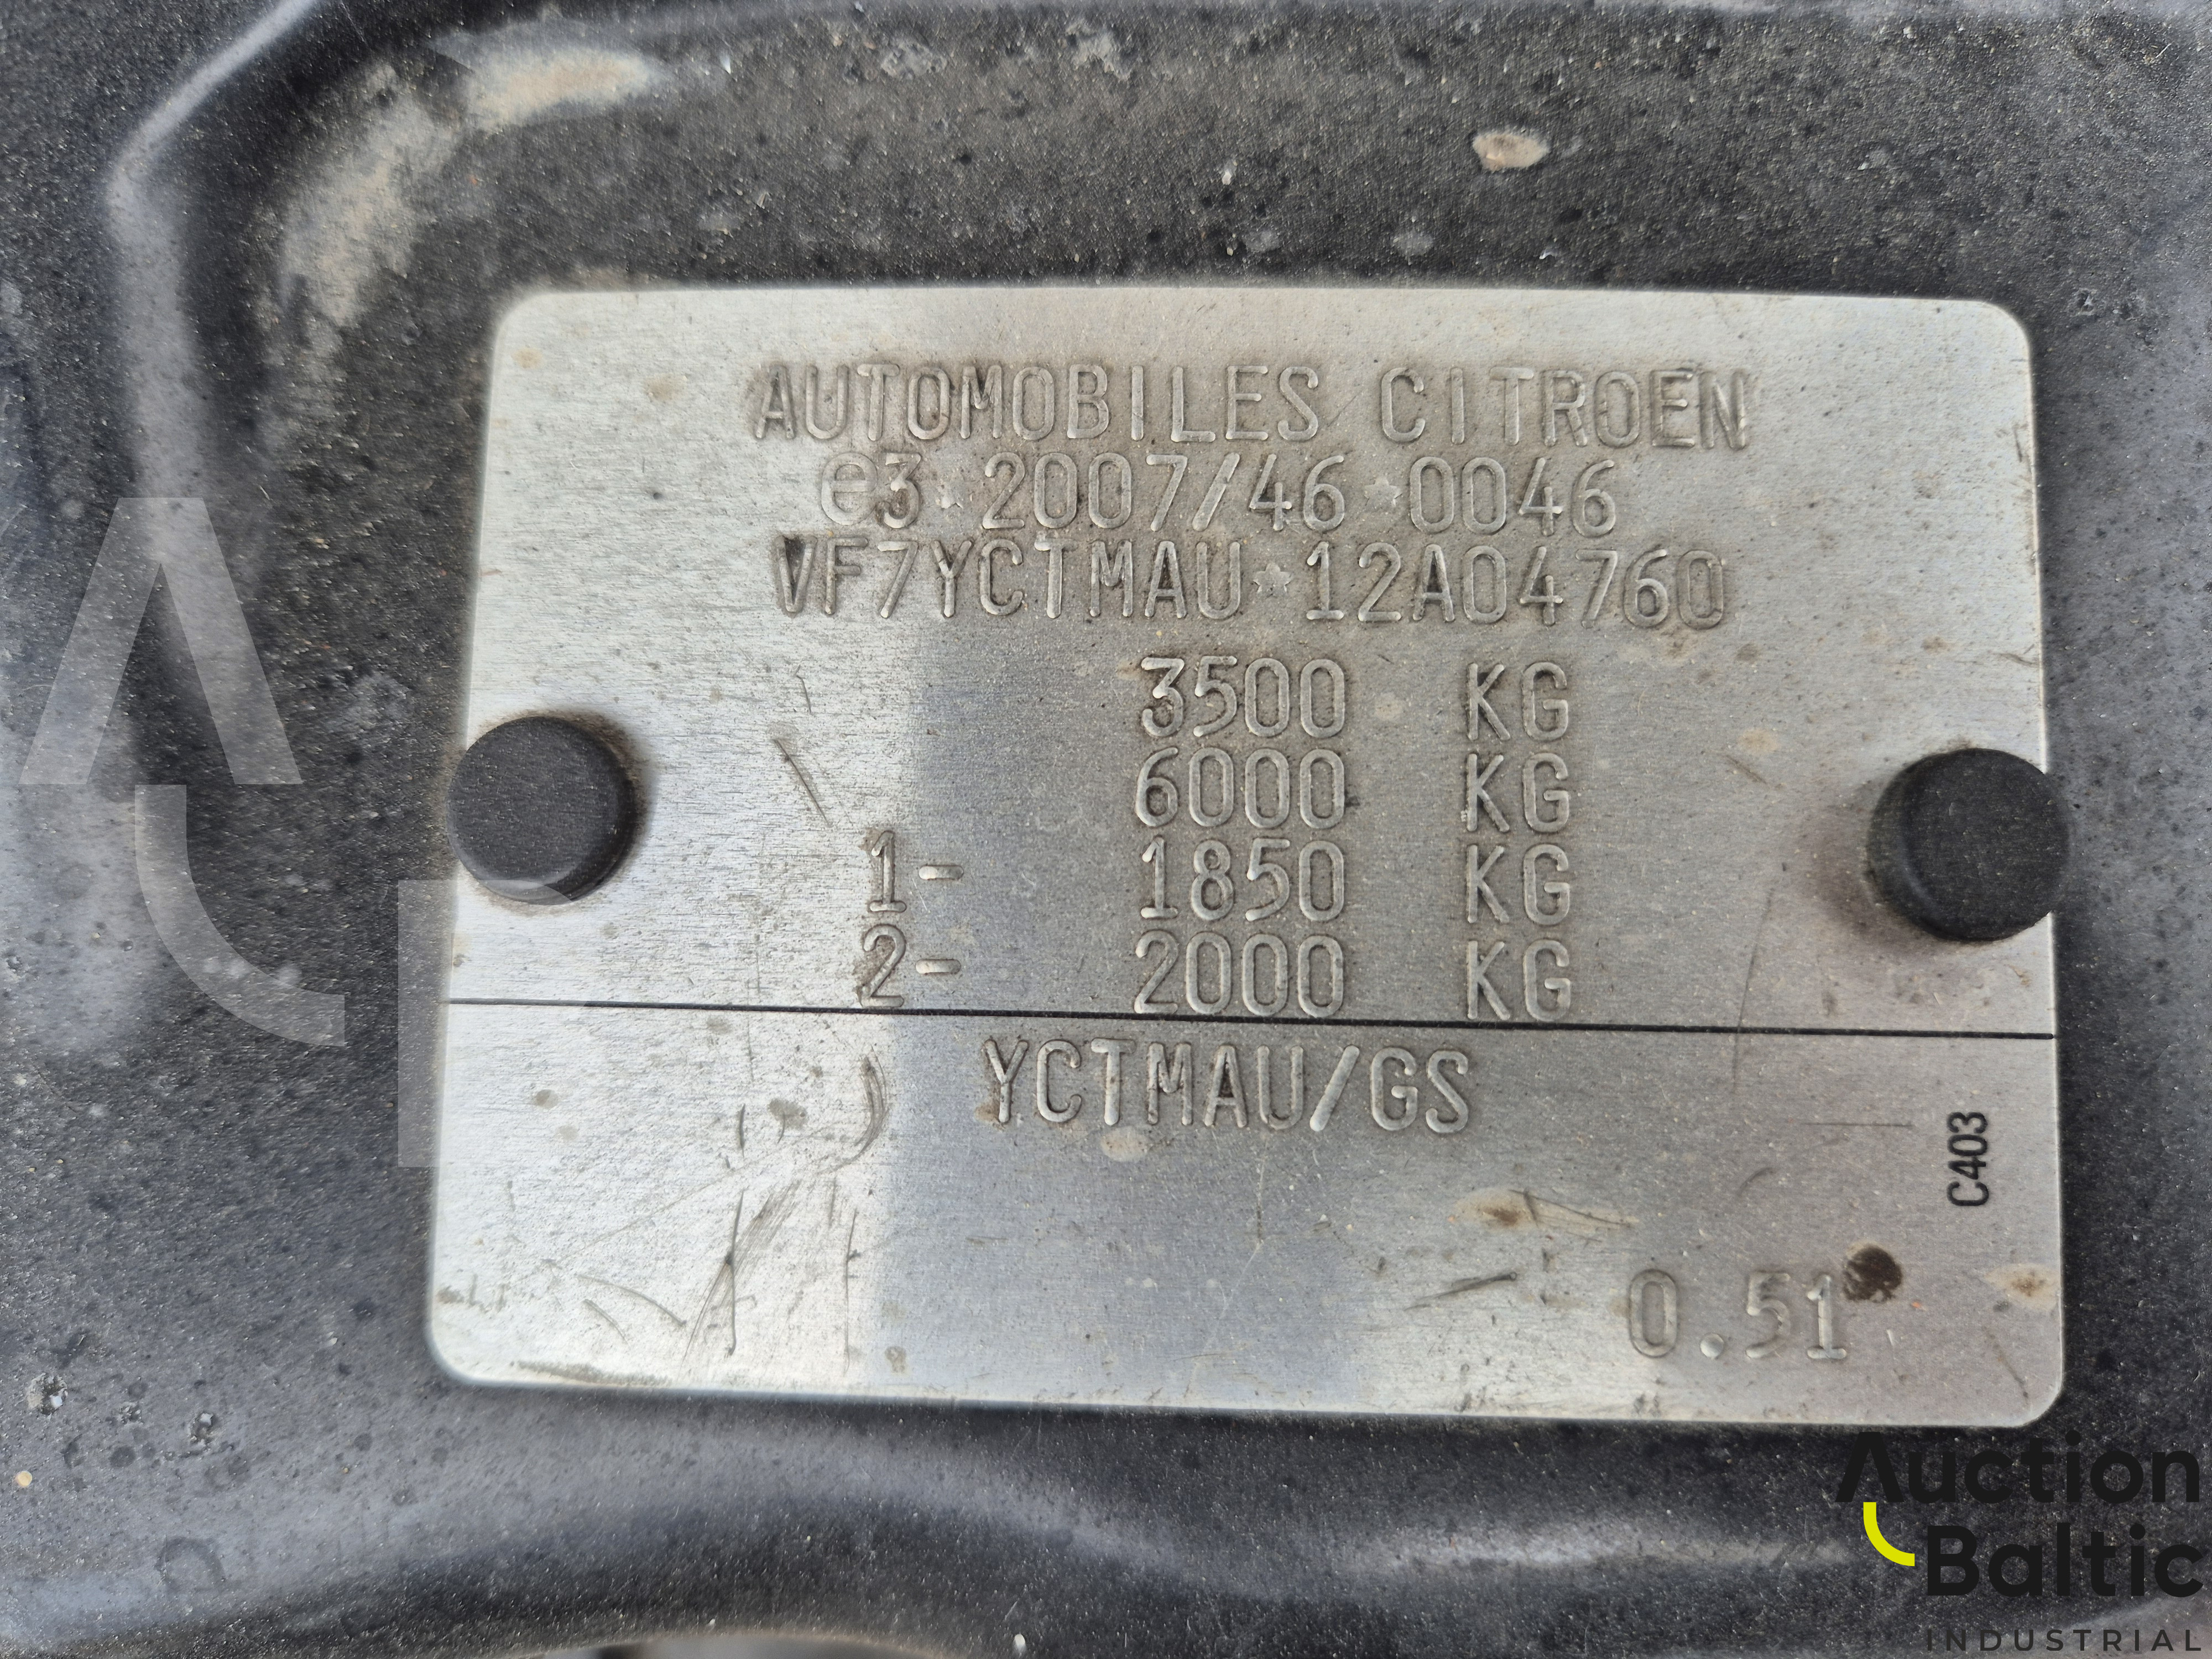 AUTOMOBILES CITROEN
e3*2007/46*0046
VF7YCTMAU*12A04760
3500 KG
6000 KG
1- 1850 KG
2- 2000 KG
YCTMAU/GS
C403
0.51
Auction
Baltic
INDUSTRIAL